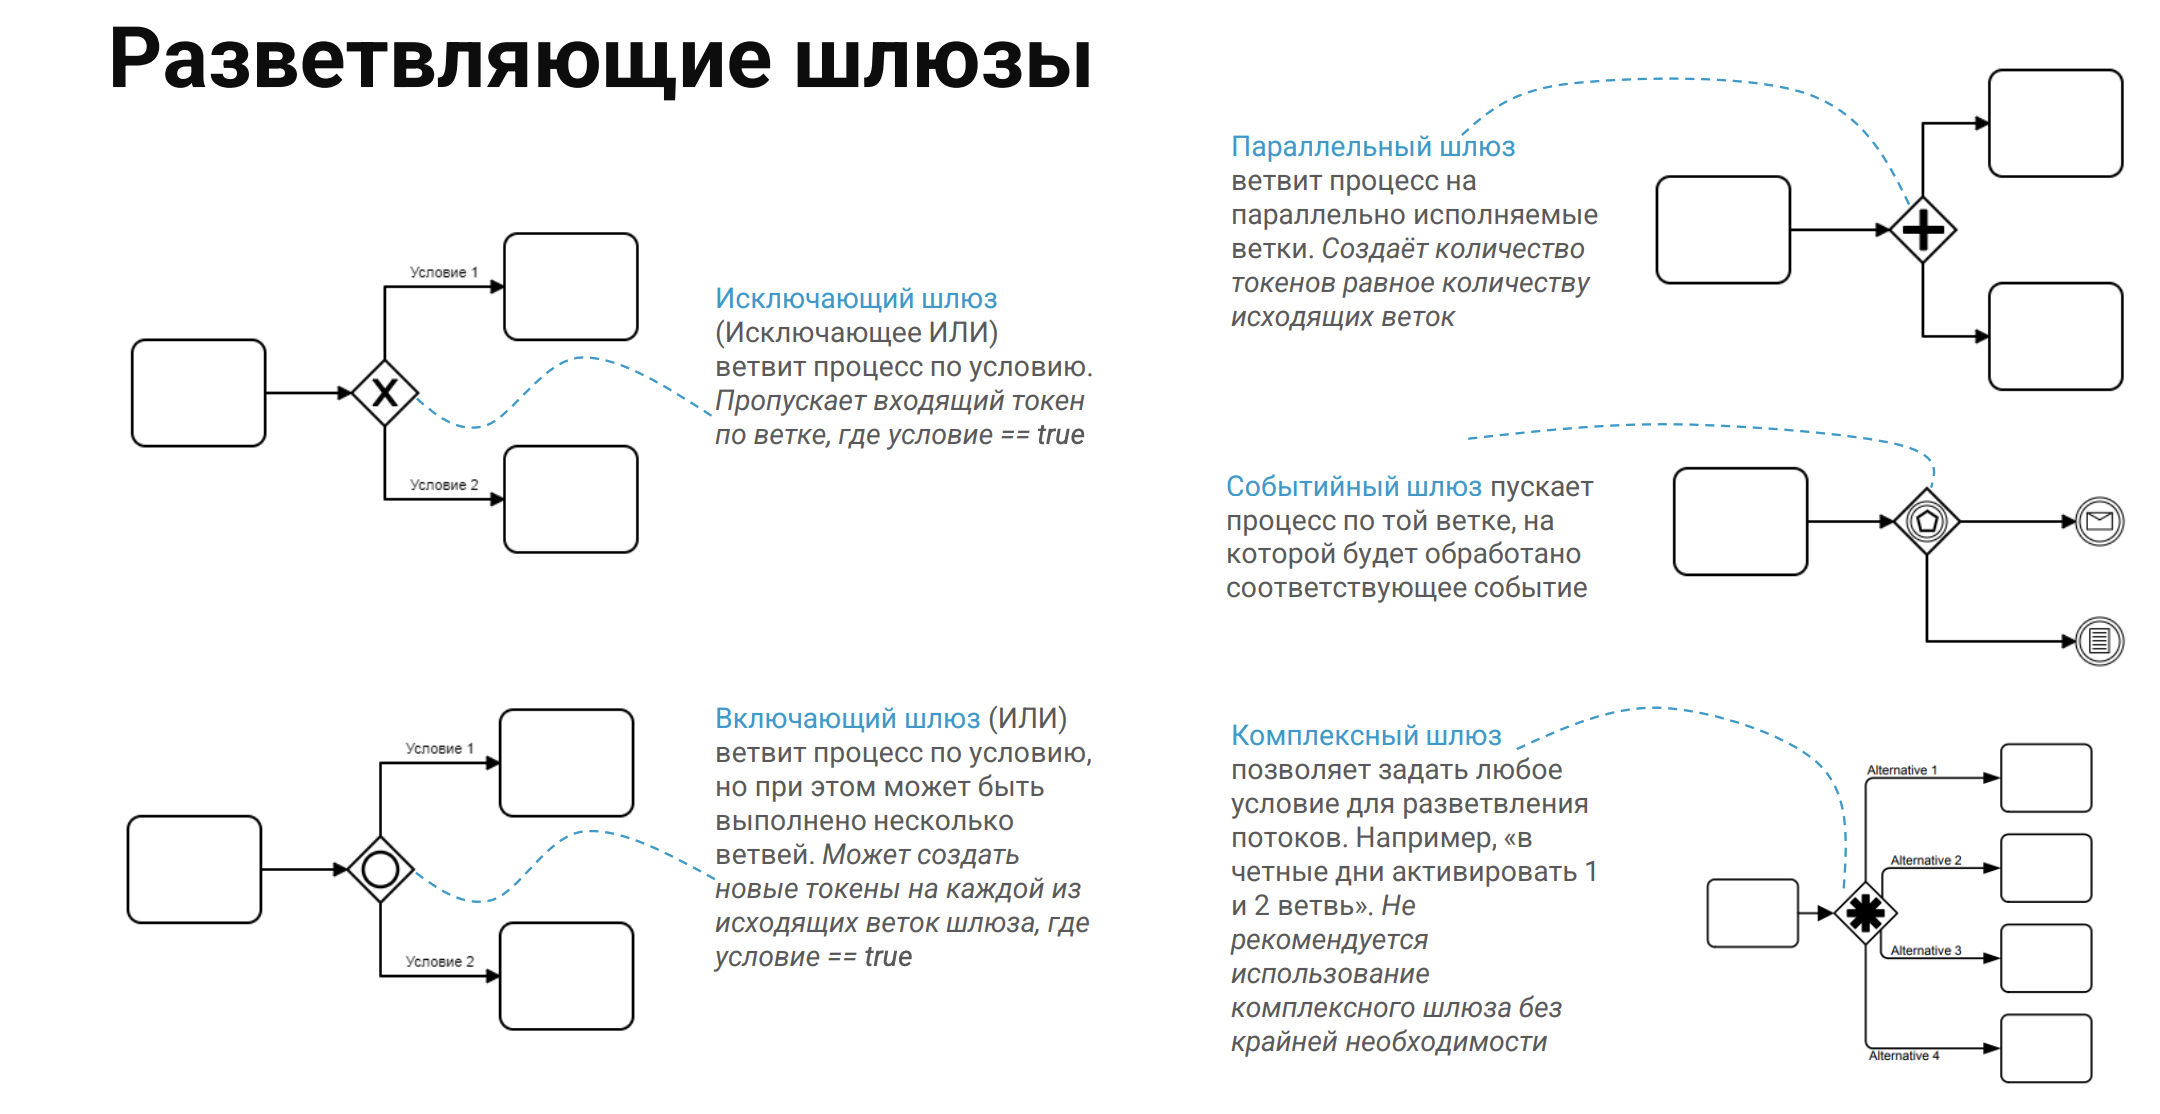 Разветвляющие шлюзы
Условие 1
Условие 2
Исключающий шлюз
(Исключающее ИЛИ)
ветвит процесс по условию.
Пропускает входящий токен
по ветке, где условие == true
Условие 1
Условие 2
Включающий шлюз (ИЛИ)
ветвит процесс по условию,
но при этом может быть
выполнено несколько
ветвей. Может создать
новые токены на каждой из
исходящих веток шлюза, где
условие == true
Параллельный шлюз
ветвит процесс на
параллельно исполняемые
ветки. Создаёт количество
токенов равное количеству
исходящих веток
Событийный шлюз пускает
процесс по той ветке, на
которой будет обработано
соответствующее событие
Комплексный шлюз
позволяет задать любое
условие для разветвления
потоков. Например, «в
четные дни активировать 1
и 2 ветвь». Не
рекомендуется
использование
комплексного шлюза без
крайней необходимости
Alternative 1
Alternative 2
Alternative 3
Alternative 4